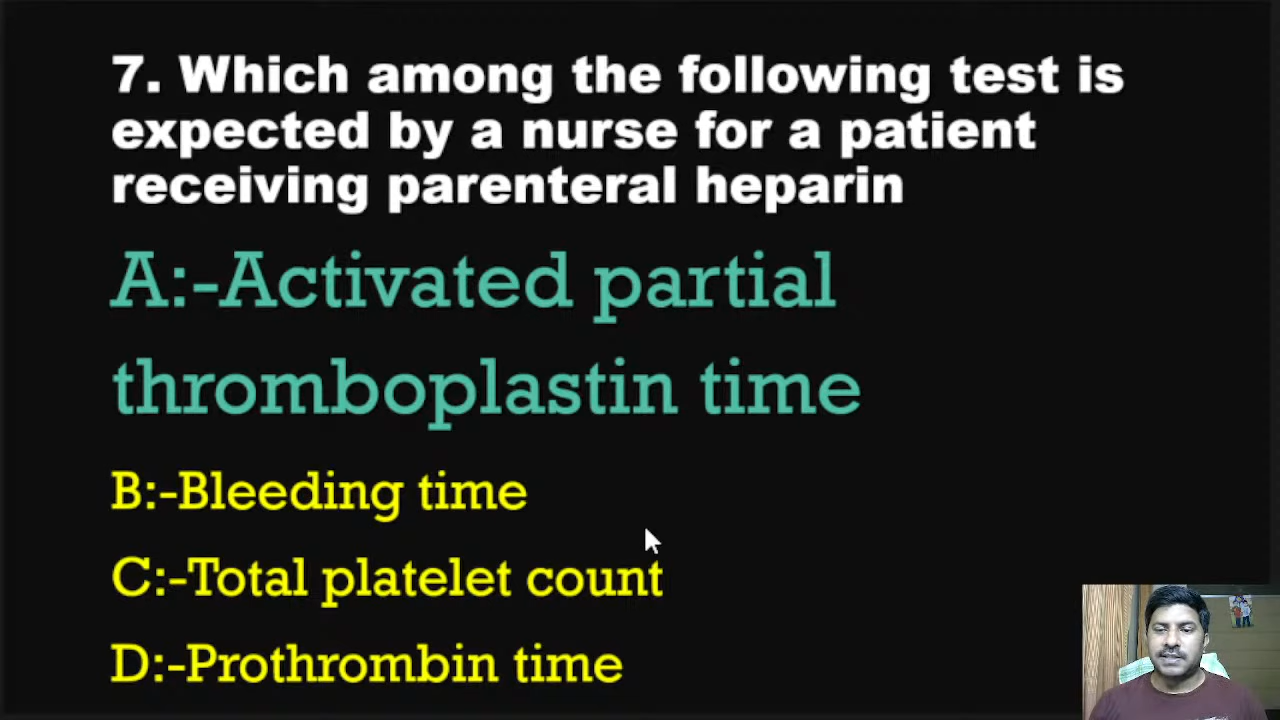 7. Which among the following test is
expected by a nurse for a patient
receiving parenteral heparin
A:-Activated partial
thromboplastin time
B:-Bleeding time
C:-Total platelet count
D:-Prothrombin time